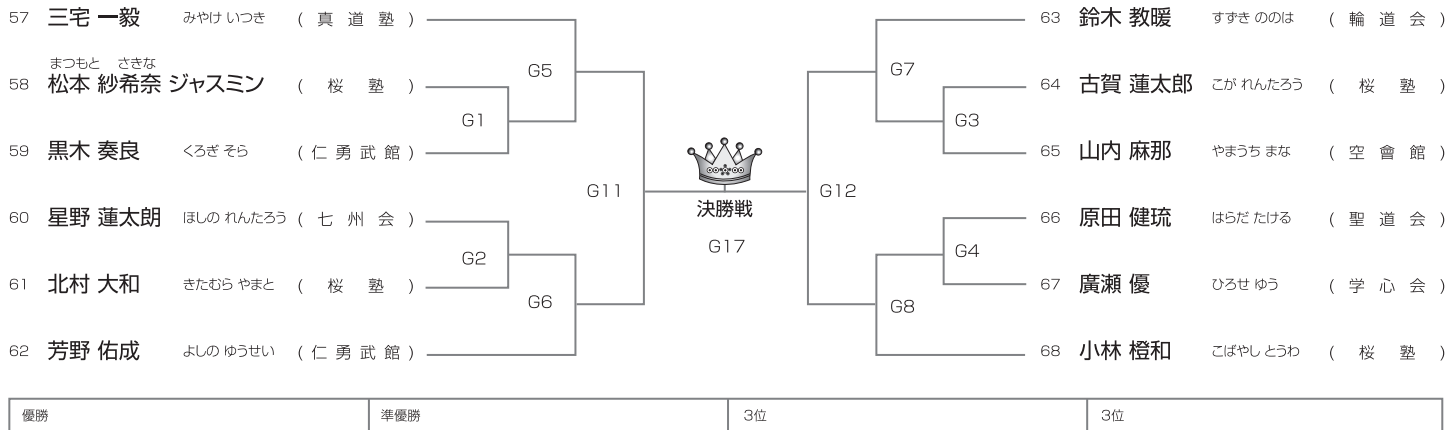 57 三宅 一毅 みやけ いつき ( 真 道 塾 )
まつもと さきな
58 松本 紗希奈 ジャスミン ( 桜 塾 )
59 黒木 奏良 くろぎ そら ( 仁 勇 武 館 )
60 星野 蓮太朗 ほしの れんたろう ( 七 州 会 )
61 北村 大和 きたむら やまと ( 桜 塾 )
62 芳野 佑成 よしの ゆうせい ( 仁 勇 武 館 )
G5
G1
G11
G2
G6
決勝戦
G17
G7
G3
G12
G4
G8
63 鈴木 教暖 すずき ののは ( 輪 道 会 )
64 古賀 蓮太郎 こが れんたろう ( 桜 塾 )
65 山内 麻那 やまうち まな ( 空 會 館 )
66 原田 健琉 はらだ たける ( 聖 道 会 )
67 廣瀬 優 ひろせ ゆう ( 学 心 会 )
68 小林 橙和 こばやし とうわ ( 桜 塾 )
優勝 準優勝 3位 3位